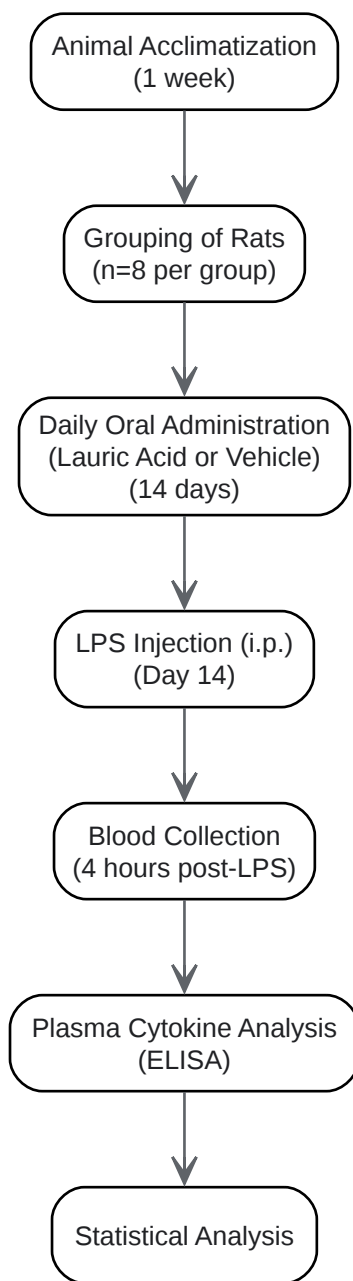 Animal Acclimatization
(1 week)
Grouping of Rats
(n=8 per group)
Daily Oral Administration
(Lauric Acid or Vehicle)
(14 days)
LPS Injection (i.p.)
(Day 14)
Blood Collection
(4 hours post-LPS)
Plasma Cytokine Analysis
(ELISA)
Statistical Analysis